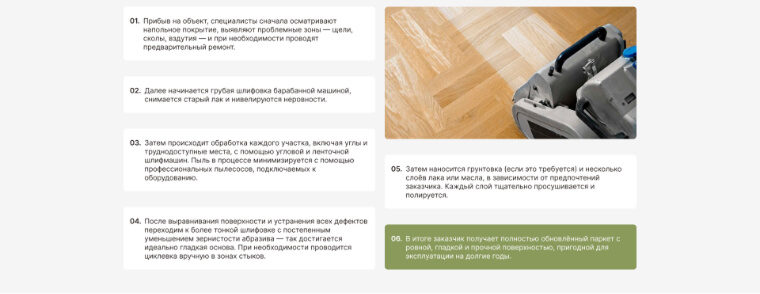 01. Прибыв на объект, специалисты сначала осматривают
напольное покрытие, выявляют проблемные зоны — щели,
сколы, вздутия — и при необходимости проводят
предварительный ремонт.
02. Далее начинается грубая шлифовка барабанной машиной,
снимается старый лак и нивелируются неровности.
03. Затем происходит обработка каждого участка, включая углы и
труднодоступные места, с помощью угловой и ленточной
шлифмашин. Пыль в процессе минимизируется с помощью
профессиональных пылесосов, подключаемых к
оборудованию.
04. После выравнивания поверхности и устранения всех дефектов
переходим к более тонкой шлифовке с постепенным
уменьшением зернистости абразива — так достигается
идеально гладкая основа. При необходимости проводится
циклевка вручную в зонах стыков.
05. Затем наносится грунтовка (если это требуется) и несколько
слоёв лака или масла, в зависимости от предпочтений
заказчика. Каждый слой тщательно просушивается и
полируется.
06. В итоге заказчик получает полностью обновлённый паркет с
ровной, гладкой и прочной поверхностью, пригодной для
эксплуатации на долгие годы.